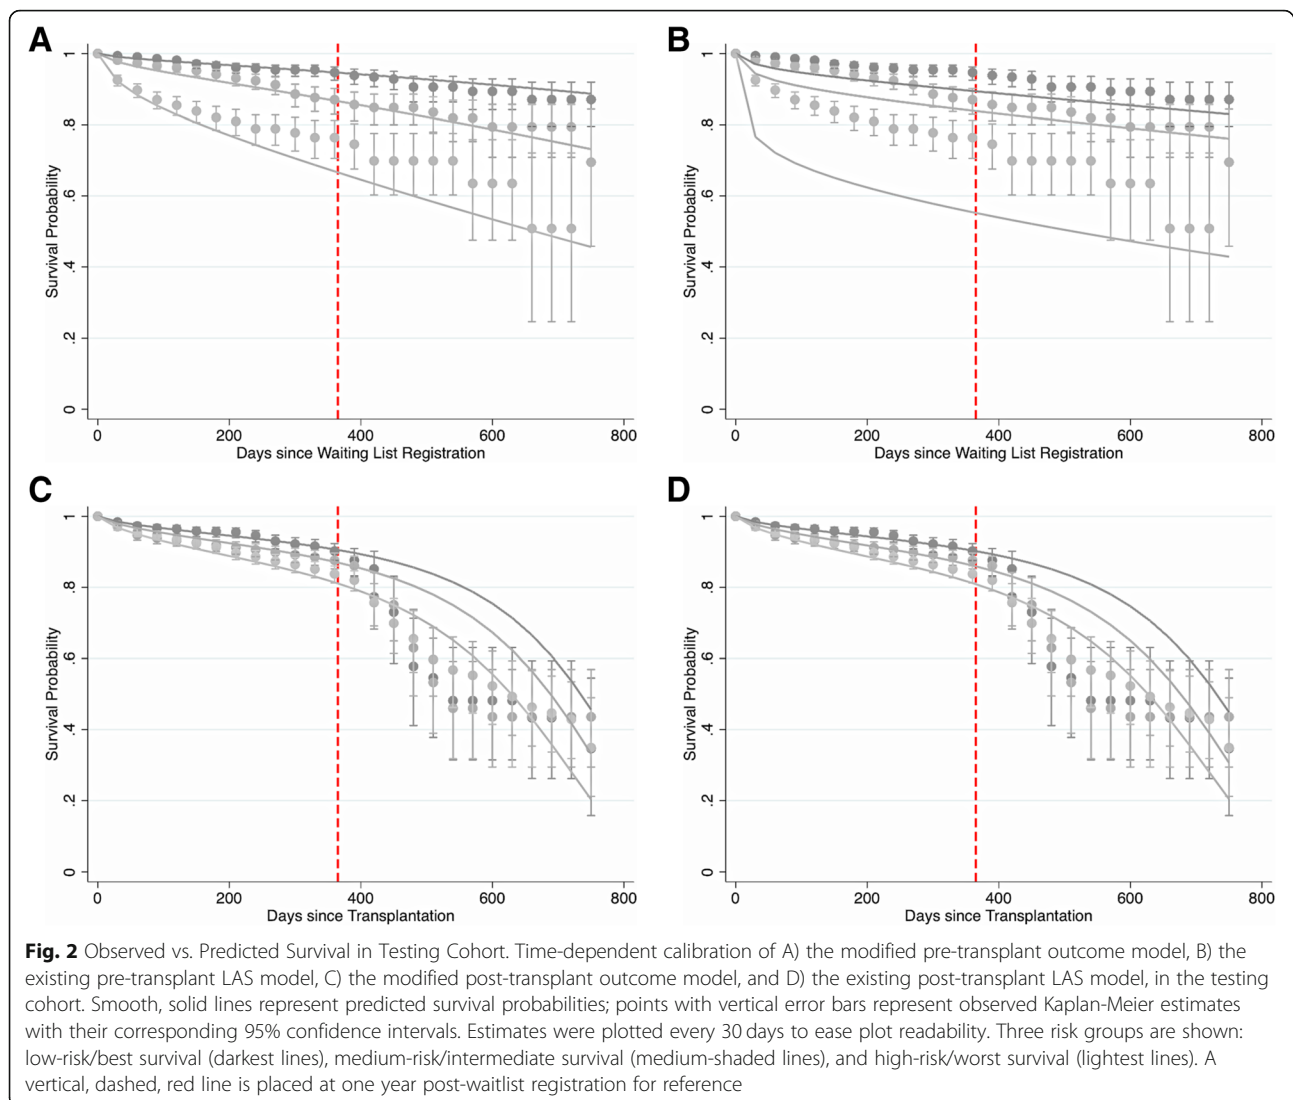 A
B
1
.8
.6
.4
.2
0
Survival Probability
0 200 400 600 800
Days since Waiting List Registration
1
.8
.6
.4
.2
0
Survival Probability
0 200 400 600 800
Days since Waiting List Registration
C
D
1
.8
.6
.4
.2
0
Survival Probability
0 200 400 600 800
Days since Transplantation
1
.8
.6
.4
.2
0
Survival Probability
0 200 400 600 800
Days since Transplantation
Fig. 2 Observed vs. Predicted Survival in Testing Cohort. Time-dependent calibration of A) the modified pre-transplant outcome model, B) the
existing pre-transplant LAS model, C) the modified post-transplant outcome model, and D) the existing post-transplant LAS model, in the testing
cohort. Smooth, solid lines represent predicted survival probabilities; points with vertical error bars represent observed Kaplan-Meier estimates
with their corresponding 95% confidence intervals. Estimates were plotted every 30 days to ease plot readability. Three risk groups are shown:
low-risk/best survival (darkest lines), medium-risk/intermediate survival (medium-shaded lines), and high-risk/worst survival (lightest lines). A
vertical, dashed, red line is placed at one year post-waitlist registration for reference